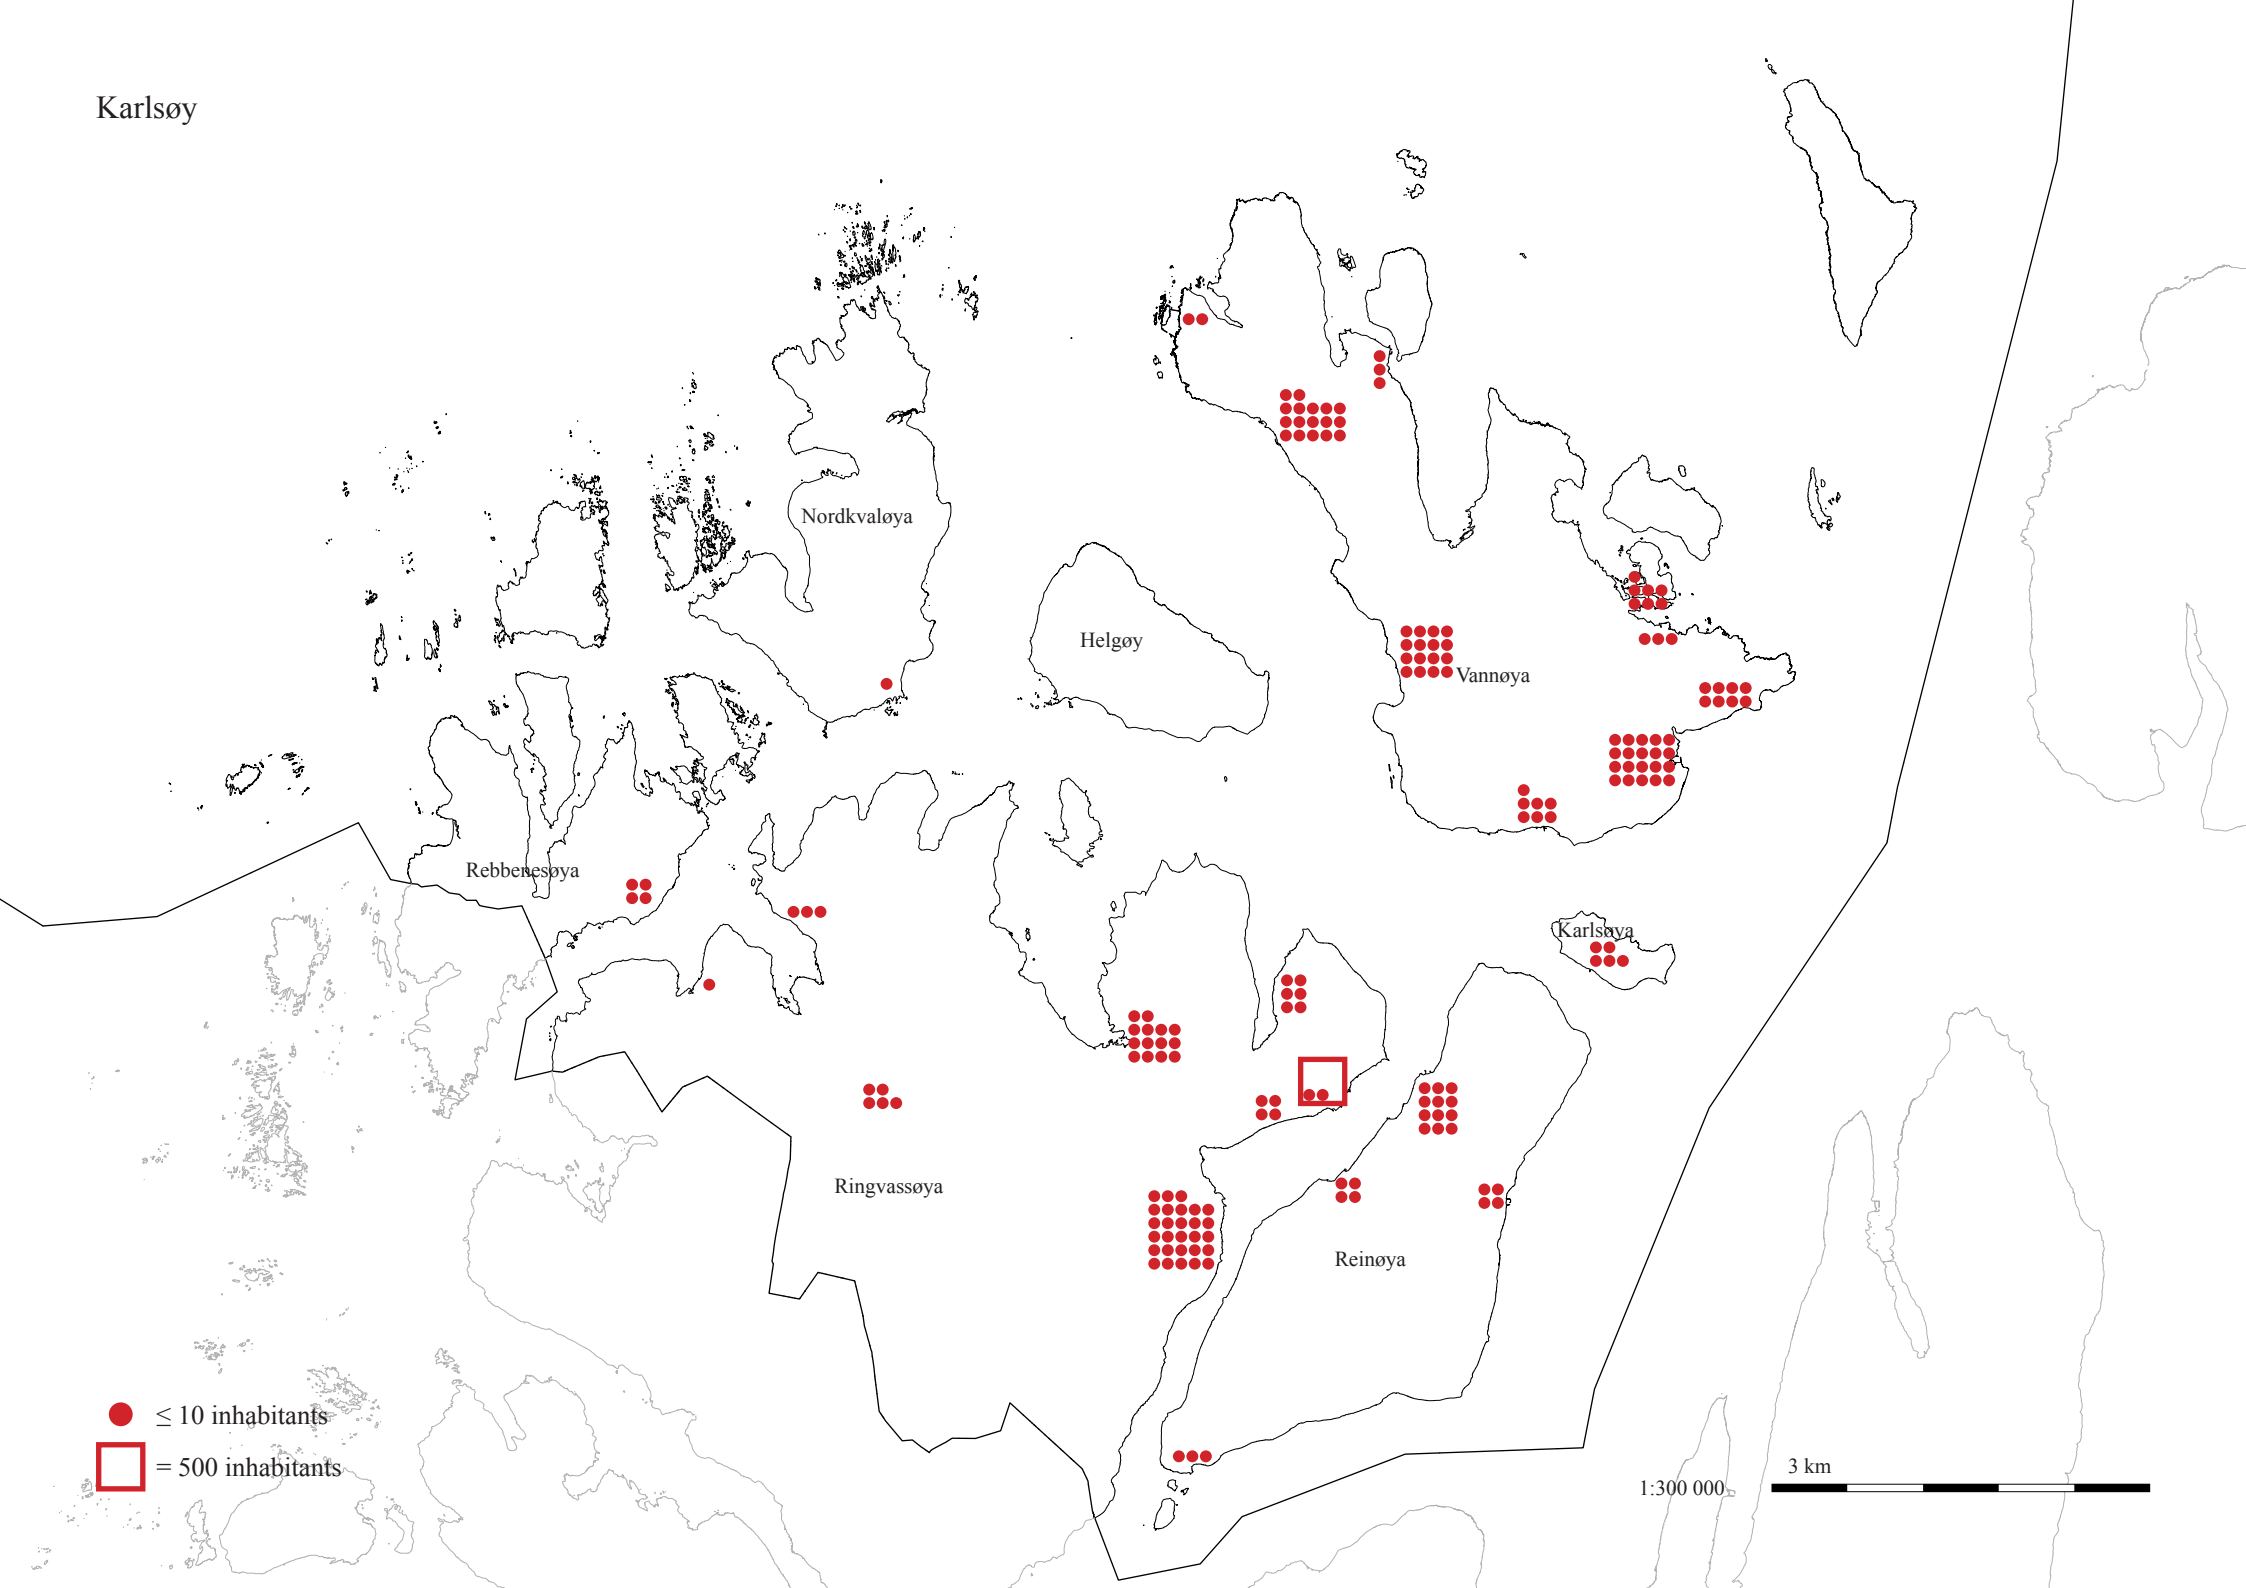 Karlsøy
Nordkvaløya
Helgøy
Vannøya
Rebbenesøya
Karlsøya
Ringvassøya
Reinøya
≤ 10 inhabitants
= 500 inhabitants
3 km
1:300 000